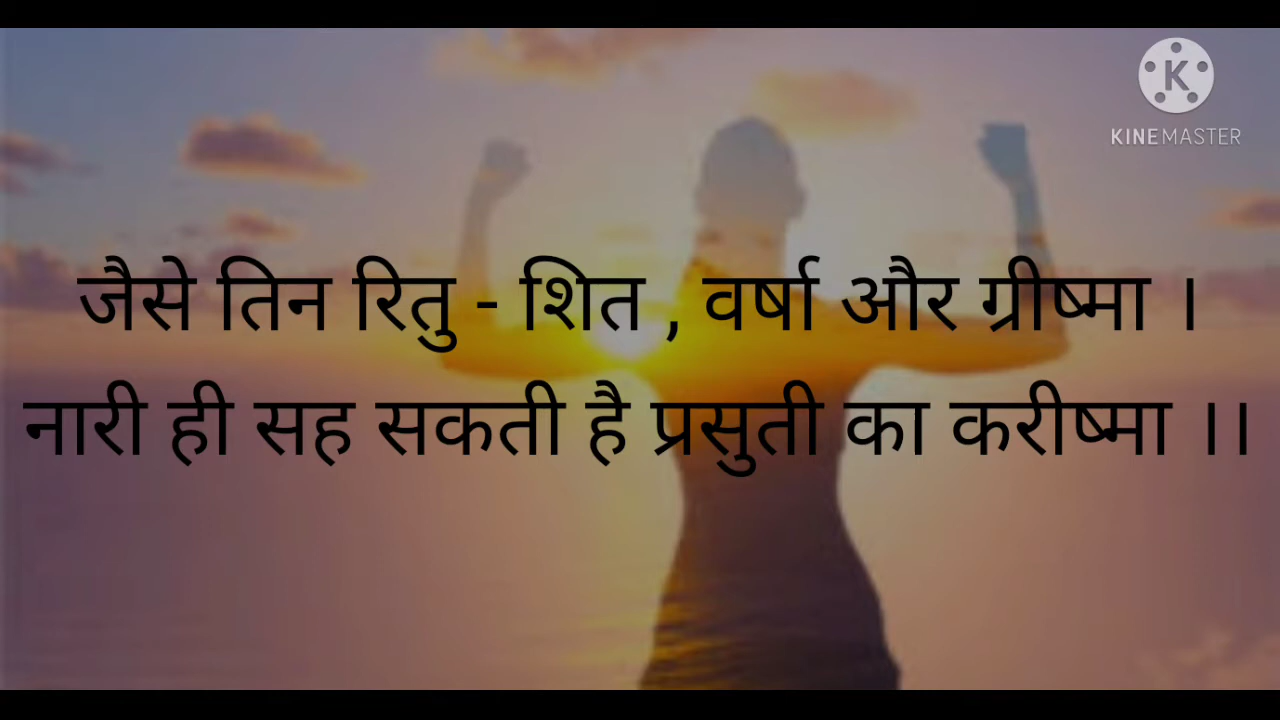 KINEMASTER
जैसे तिन रितु - शित , वर्षा और ग्रीष्मा ।
नारी ही सह सकती है प्रसुती का करीष्मा ।।